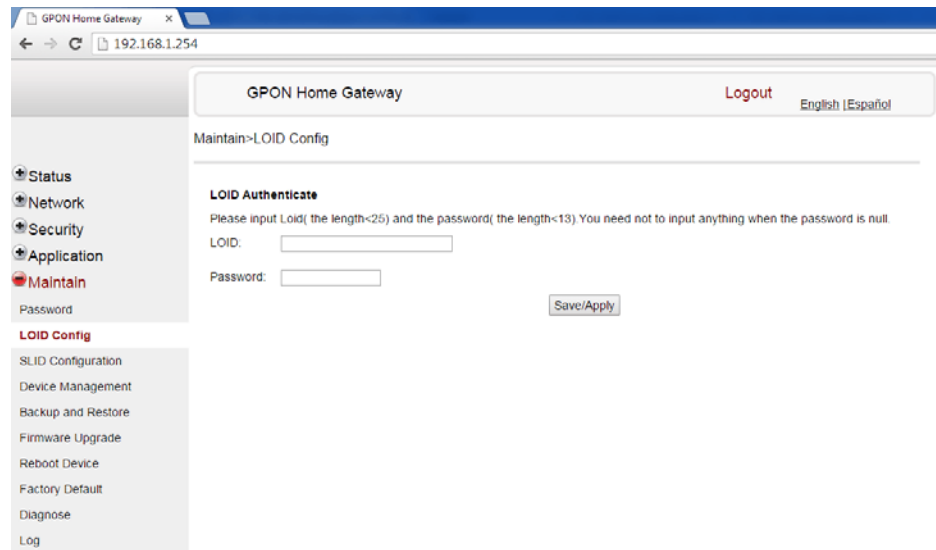 GPON Home Gateway
192.168.1.254
GPON Home Gateway
Logout
English |Español
Maintain>LOID Config
Status
Network
Security
Application
Maintain
Password
LOID Config
SLID Configuration
Device Management
Backup and Restore
Firmware Upgrade
Reboot Device
Factory Default
Diagnose
Log
LOID Authenticate
Please input Loid( the length<25) and the password( the length<13).You need not to input anything when the password is null.
LOID:
Password:
Save/Apply